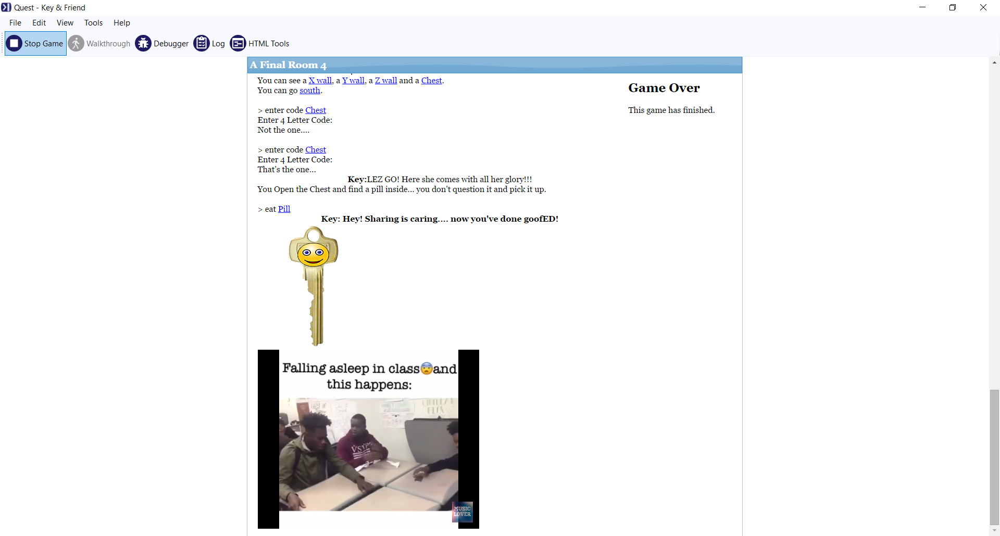 Quest - Key & Friend
File Edit View Tools Help
Stop Game Walkthrough Debugger Log HTML Tools
A Final Room 4
You can see a X wall, a Y wall, a Z wall and a Chest.
You can go south.
> enter code Chest
Enter 4 Letter Code:
Not the one....
> enter code Chest
Enter 4 Letter Code:
That's the one...
Key:LEZ GO! Here she comes with all her glory!!!
You Open the Chest and find a pill inside... you don't question it and pick it up.
> eat Pill
Key: Hey! Sharing is caring.... now you've done goofED!
Falling asleep in class😨and
this happens:
MUSIC
LOVER
Game Over
This game has finished.